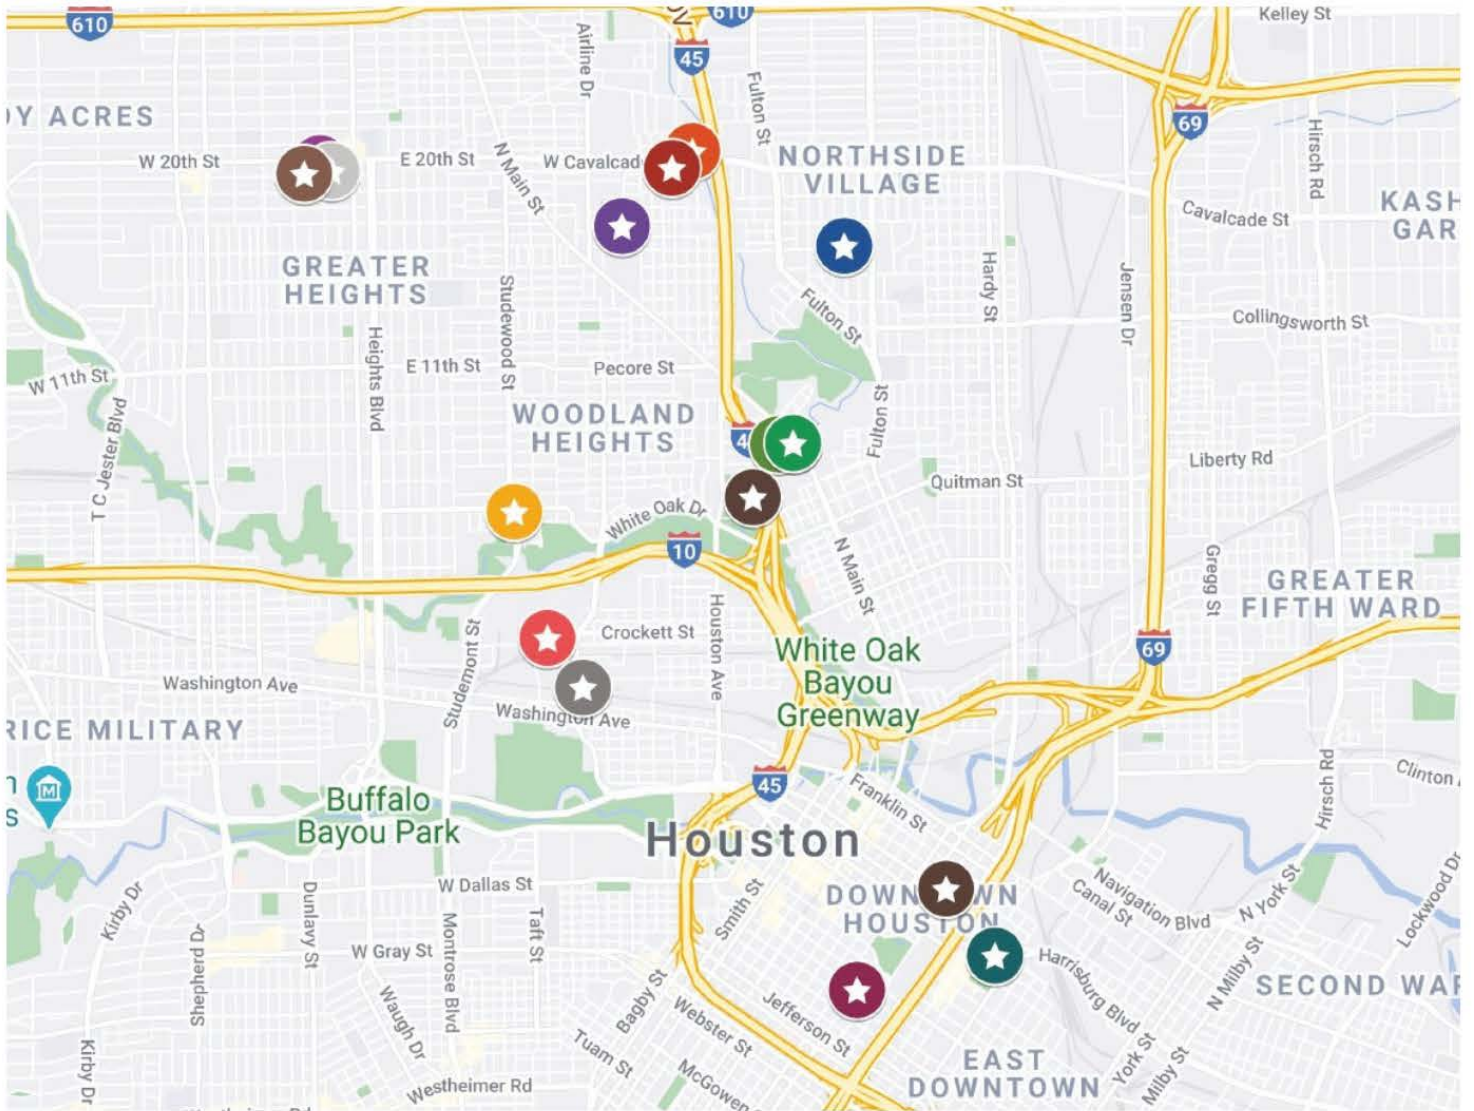 610
610
Kelley St
45
Airline Dr
Fulton St
69
Hirsch Rd
DY ACRES
W 20th St
E 20th St
N Main St
W Cavalcad
NORTHSIDE
VILLAGE
KASH
GAR
Cavalcade St
GREATER
HEIGHTS
Studewood St
Hardy St
Jensen Dr
Fulton St
Collingsworth St
Heights Blvd
E 11th St
Pecore St
W 11th St
T C Jester Blvd
WOODLAND
HEIGHTS
Fulton St
4
Liberty Rd
Quitman St
White Oak Dr
10
N Main St
Gregg St
GREATER
FIFTH WARD
Houston Ave
Crockett St
Studemont St
White Oak
Bayou
Greenway
69
Washington Ave
Washington Ave
RICE MILITARY
45
Franklin St
Hirsch Rd
Clinton
Buffalo
Bayou Park
Houston
W Dallas St
DOWNTOWN
HOUSTON
Smith St
Navigation Blvd
Canal St
N York St
Lockwood Dr
Kirby Dr
Shepherd Dr
Dunlavy St
Montrose Blvd
Taft St
W Gray St
Waugh Dr
Bagby St
Jefferson St
Webster St
Harrisburg Blvd
N Milby St
SECOND WAR
Tuam St
McGowen
EAST
DOWNTOWN
York St
Milby St
Kirby Dr
Westheimer Rd